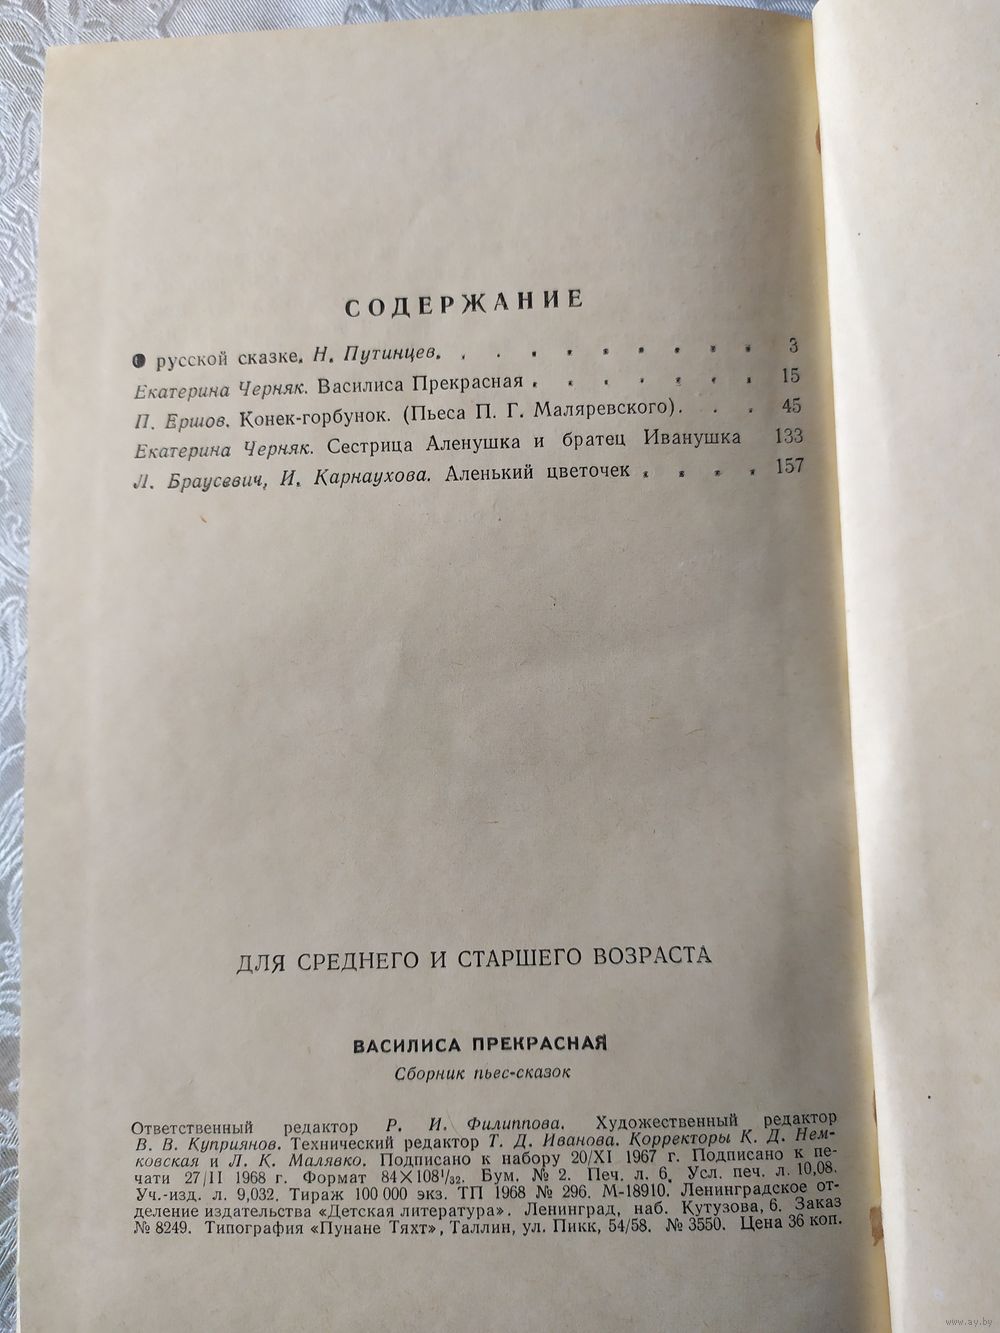 СОДЕРЖАНИЕ
О русской сказке. Н. Путинцев. . . . . . . . . . 3
Екатерина Черняк. Василиса Прекрасная . . . . . . . 15
П. Ершов. Конек-горбунок. (Пьеса П. Г. Маляревского). . . 45
Екатерина Черняк. Сестрица Аленушка и братец Иванушка 133
Л. Браусевич, И. Карнаухова. Аленький цветочек . . . . 157
ДЛЯ СРЕДНЕГО И СТАРШЕГО ВОЗРАСТА
ВАСИЛИСА ПРЕКРАСНАЯ
Сборник пьес-сказок
Ответственный редактор Р. И. Филиппова. Художественный редактор
В. В. Куприянов. Технический редактор Т. Д. Иванова. Корректоры К. Д. Нем-
ковская и Л. К. Малявко. Подписано к набору 20/XI 1967 г. Подписано к пе-
чати 27/II 1968 г. Формат 84×108¹/₃₂. Бум. № 2. Печ. л. 6. Усл. печ. л. 10,08.
Уч.-изд. л. 9,032. Тираж 100 000 экз. ТП 1968 № 296. М-18910. Ленинградское от-
деление издательства «Детская литература». Ленинград, наб. Кутузова, 6. Заказ
№ 8249. Типография «Пунане Тяхт», Таллин, ул. Пикк, 54/58. № 3550. Цена 36 коп.
www.ay.by